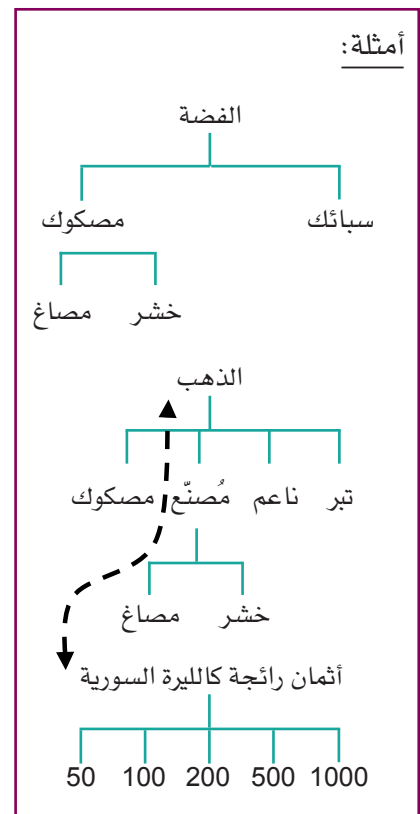 أمثلة:
الفضة
سبائك مصكوك
خشر مصاغ
الذهب
تبر ناعم مُصنّع مصكوك
خشر مصاغ
أثمان رائجة كالليرة السورية
50 100 200 500 1000